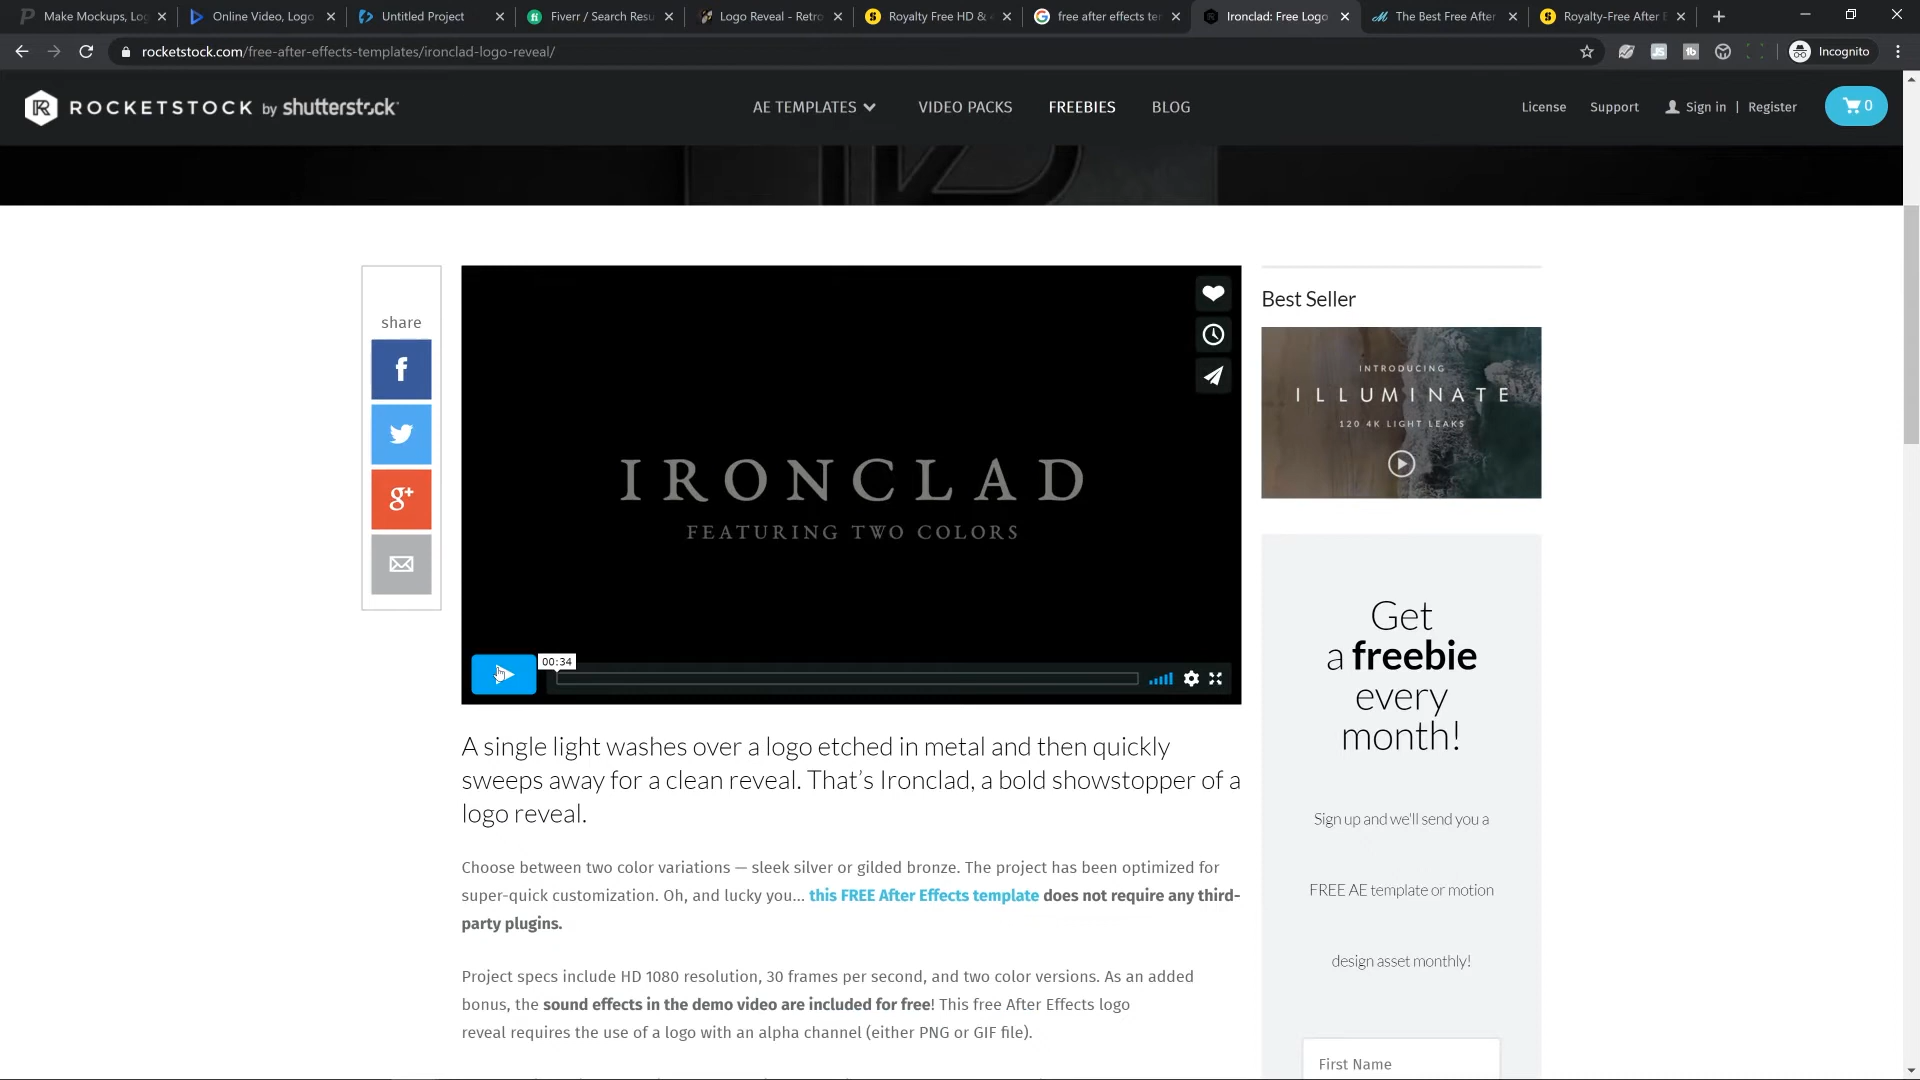 Make Mockups, Log
Online Video, Logo
Untitled Project
Fiverr / Search Resu
Logo Reveal - Retro
Royalty Free HD &
free after effects te
Ironclad: Free Logo
The Best Free After
Royalty-Free After E
rocketstock.com/free-after-effects-templates/ironclad-logo-reveal/
Incognito
ROCKETSTOCK by shutterstock
AE TEMPLATES
VIDEO PACKS
FREEBIES
BLOG
License
Support
Sign in | Register
0
share
IRONCLAD
FEATURING TWO COLORS
00:34
Best Seller
INTRODUCING
ILLUMINATE
120 4K LIGHT LEAKS
A single light washes over a logo etched in metal and then quickly
sweeps away for a clean reveal. That's Ironclad, a bold showstopper of a
logo reveal.
Choose between two color variations — sleek silver or gilded bronze. The project has been optimized for
super-quick customization. Oh, and lucky you... this FREE After Effects template does not require any third-
party plugins.
Project specs include HD 1080 resolution, 30 frames per second, and two color versions. As an added
bonus, the sound effects in the demo video are included for free! This free After Effects logo
reveal requires the use of a logo with an alpha channel (either PNG or GIF file).
Get
a freebie
every
month!
Sign up and we'll send you a
FREE AE template or motion
design asset monthly!
First Name